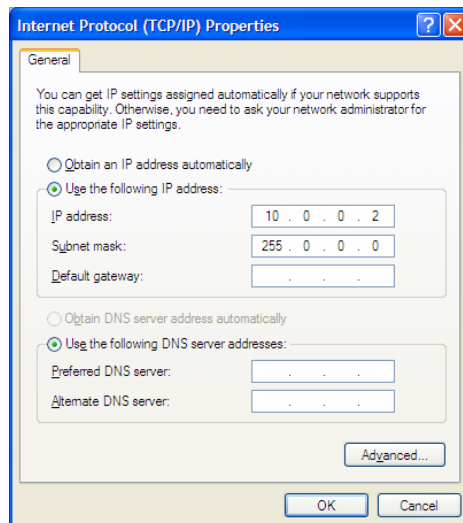 Internet Protocol (TCP/IP) Properties
General
You can get IP settings assigned automatically if your network supports
this capability. Otherwise, you need to ask your network administrator for
the appropriate IP settings.
Obtain an IP address automatically
Use the following IP address:
IP address: 10 . 0 . 0 . 2
Subnet mask: 255 . 0 . 0 . 0
Default gateway: . . .
Obtain DNS server address automatically
Use the following DNS server addresses:
Preferred DNS server: . . .
Alternate DNS server: . . .
Advanced...
OK Cancel